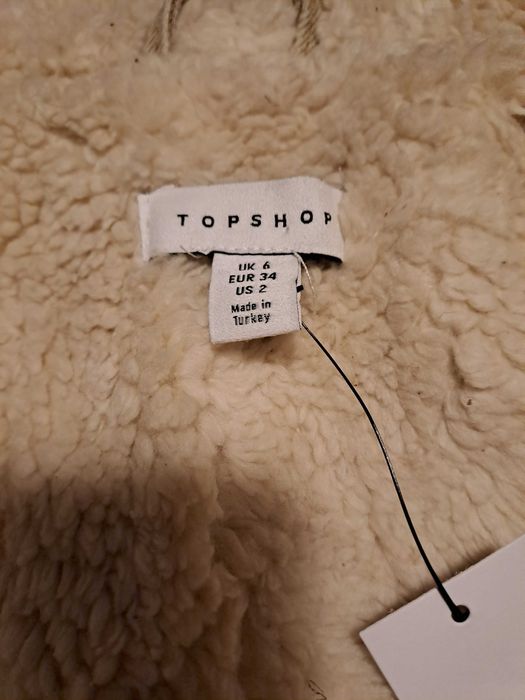 TOPSHOP
UK 6
EUR 34
US 2
Made in
Turkey